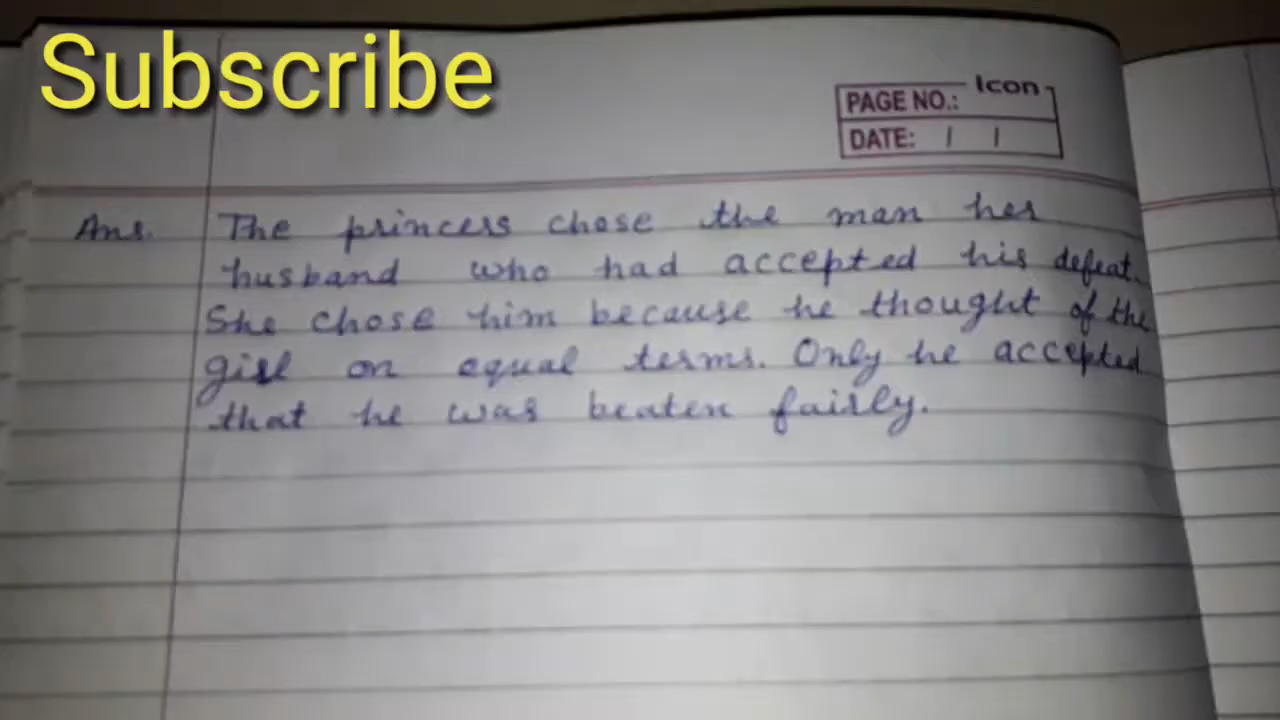 Subscribe
Icon
PAGE NO.:
DATE: / /
Ans. The princess chose the man her
husband who had accepted his defeat.
She chose him because he thought of the
girl on equal terms. Only he accepted
that he was beaten fairly.